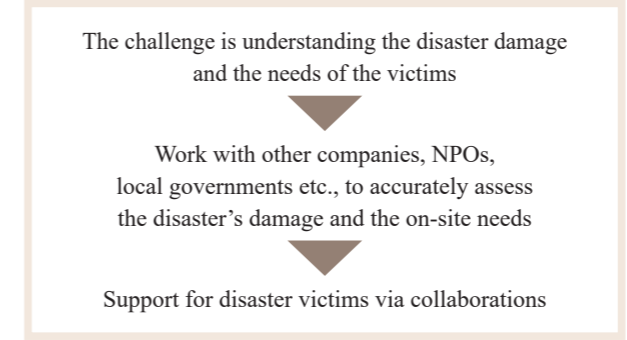 The challenge is understanding the disaster damage
and the needs of the victims
Work with other companies, NPOs,
local governments etc., to accurately assess
the disaster’s damage and the on-site needs
Support for disaster victims via collaborations